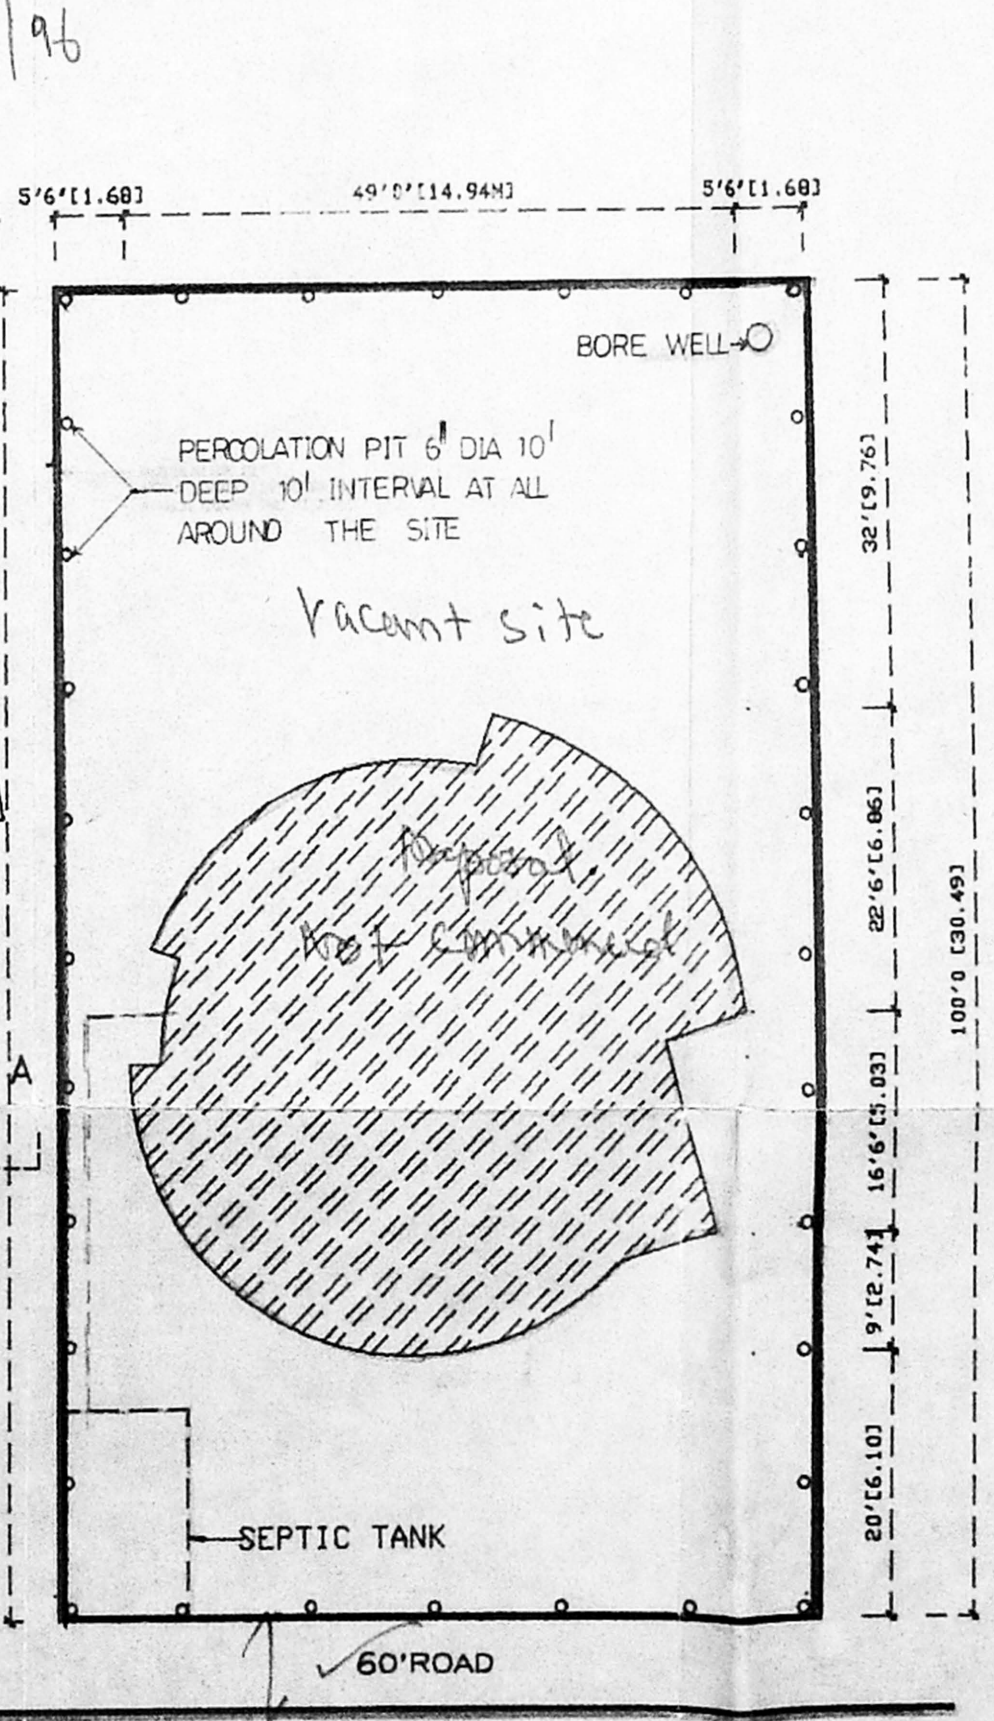 96
5'6"[1.68]
49'0"[14.94M]
5'6"[1.68]
BORE WELL
PERCOLATION PIT 6" DIA 10'
DEEP 10' INTERVAL AT ALL
AROUND THE SITE
Vacant site
32'[9.76]
22'6"[6.86]
100'0 [30.49]
Not
A
16'6"[5.03]
9'[2.74]
20'[6.10]
SEPTIC TANK
60'ROAD